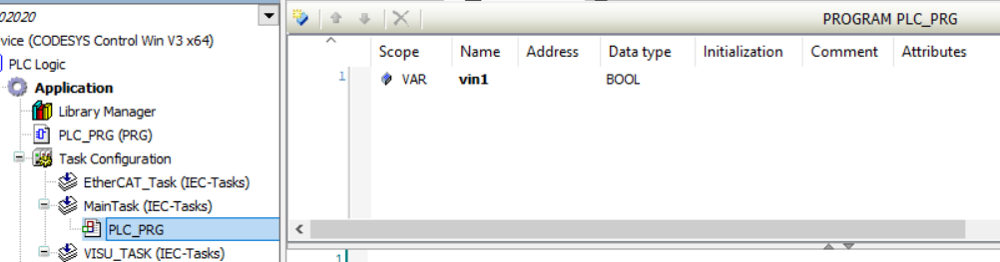 02020
vice (CODESYS Control Win V3 x64)
PLC Logic
Application
Library Manager
PLC_PRG (PRG)
Task Configuration
EtherCAT_Task (IEC-Tasks)
MainTask (IEC-Tasks)
PLC_PRG
VISU_TASK (IEC-Tasks)
PROGRAM PLC_PRG
Scope Name Address Data type Initialization Comment Attributes
1 VAR vin1 BOOL
1